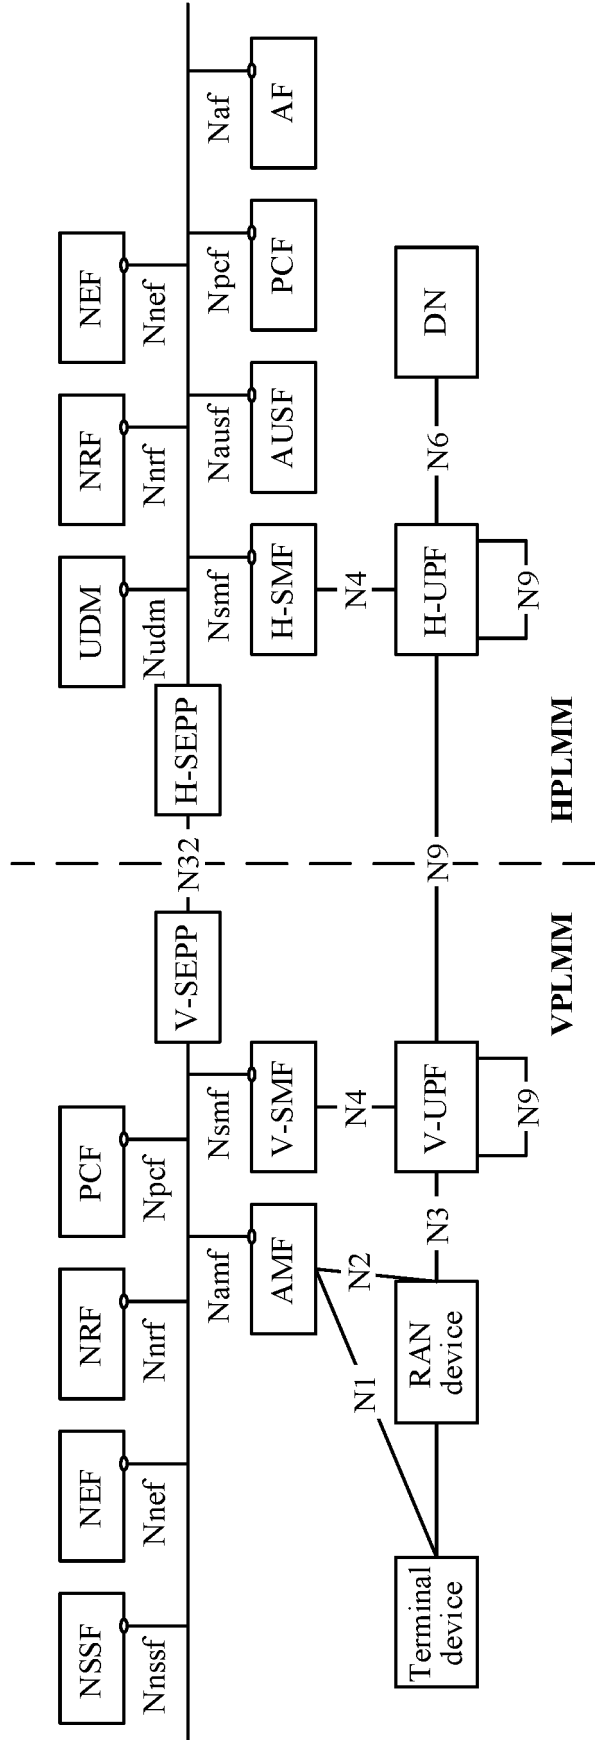 NSSF
NEF
NRF
PCF
UDM
NRF
NEF
Nnssf
Nnef
Nnrf
Npcf
Nudm
Nnrf
Nnef
V-SEPP
N32
H-SEPP
Namf
Nsmf
Nsmf
Nausf
Npcf
Naf
AMF
V-SMF
H-SMF
AUSF
PCF
AF
N1
N2
N4
N4
Terminal
device
RAN
device
N3
V-UPF
N9
H-UPF
N6
DN
N9
N9
VPLMM
HPLMM